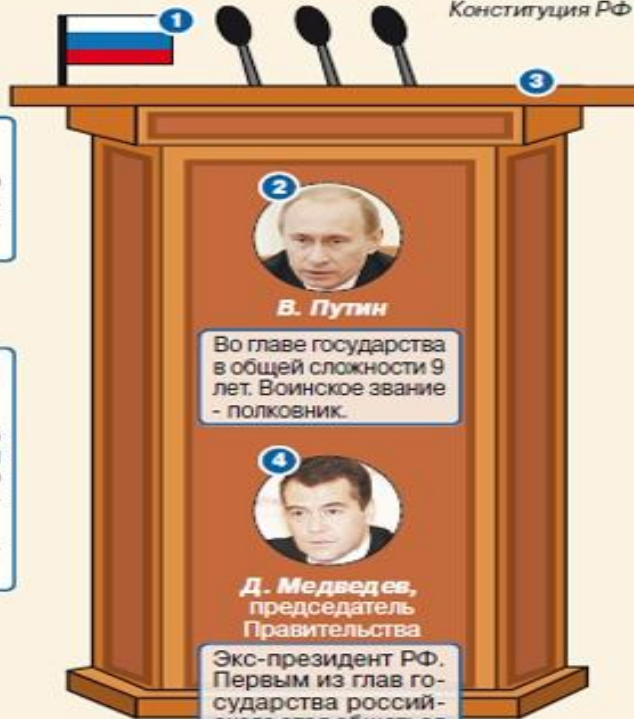 Конституция РФ
1
3
2
В. Путин
Во главе государства
в общей сложности 9
лет. Воинское звание
- полковник.
4
Д. Медведев,
председатель
Правительства
Экс-президент РФ.
Первым из глав го-
сударства россий-